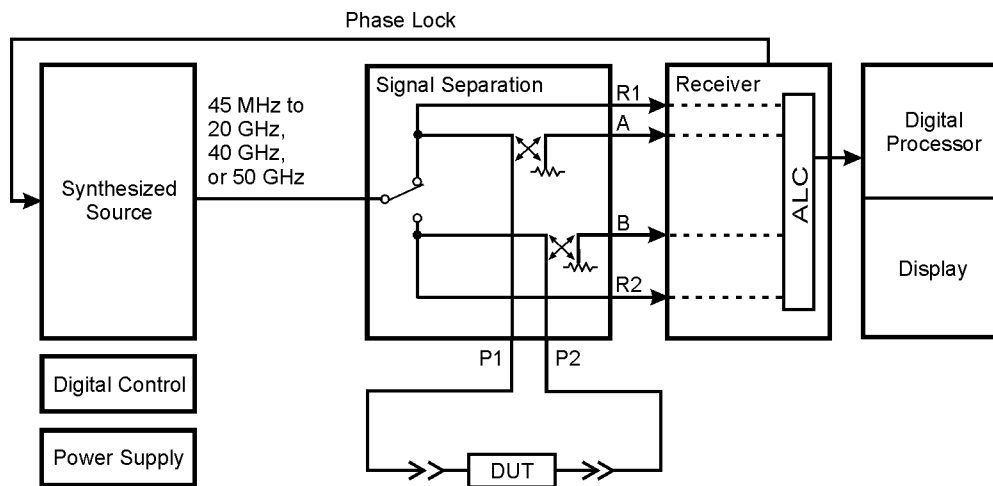 Phase Lock
Synthesized
Source
45 MHz to
20 GHz,
40 GHz,
or 50 GHz
Signal Separation
R1
A
B
R2
P1
P2
Receiver
ALC
Digital
Processor
Display
Digital Control
Power Supply
DUT